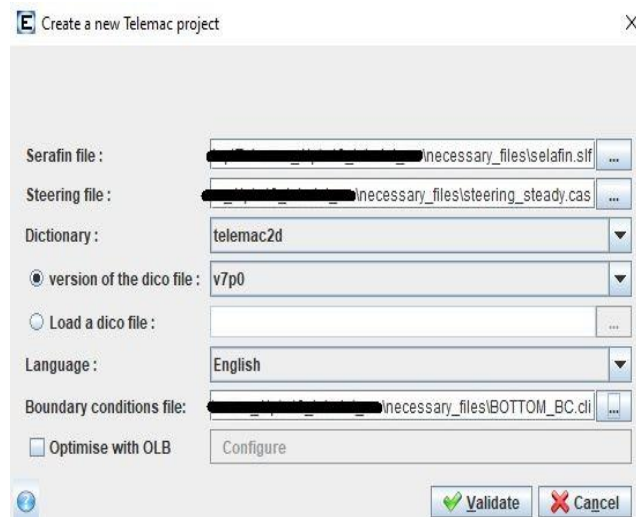 E Create a new Telemac project X
Serafin file : \necessary_files\selafin.slf ...
Steering file : \necessary_files\steering_steady.cas ...
Dictionary : telemac2d
version of the dico file : v7p0
Load a dico file : ...
Language : English
Boundary conditions file: \necessary_files\BOTTOM_BC.cli ...
Optimise with OLB Configure
? Validate Cancel